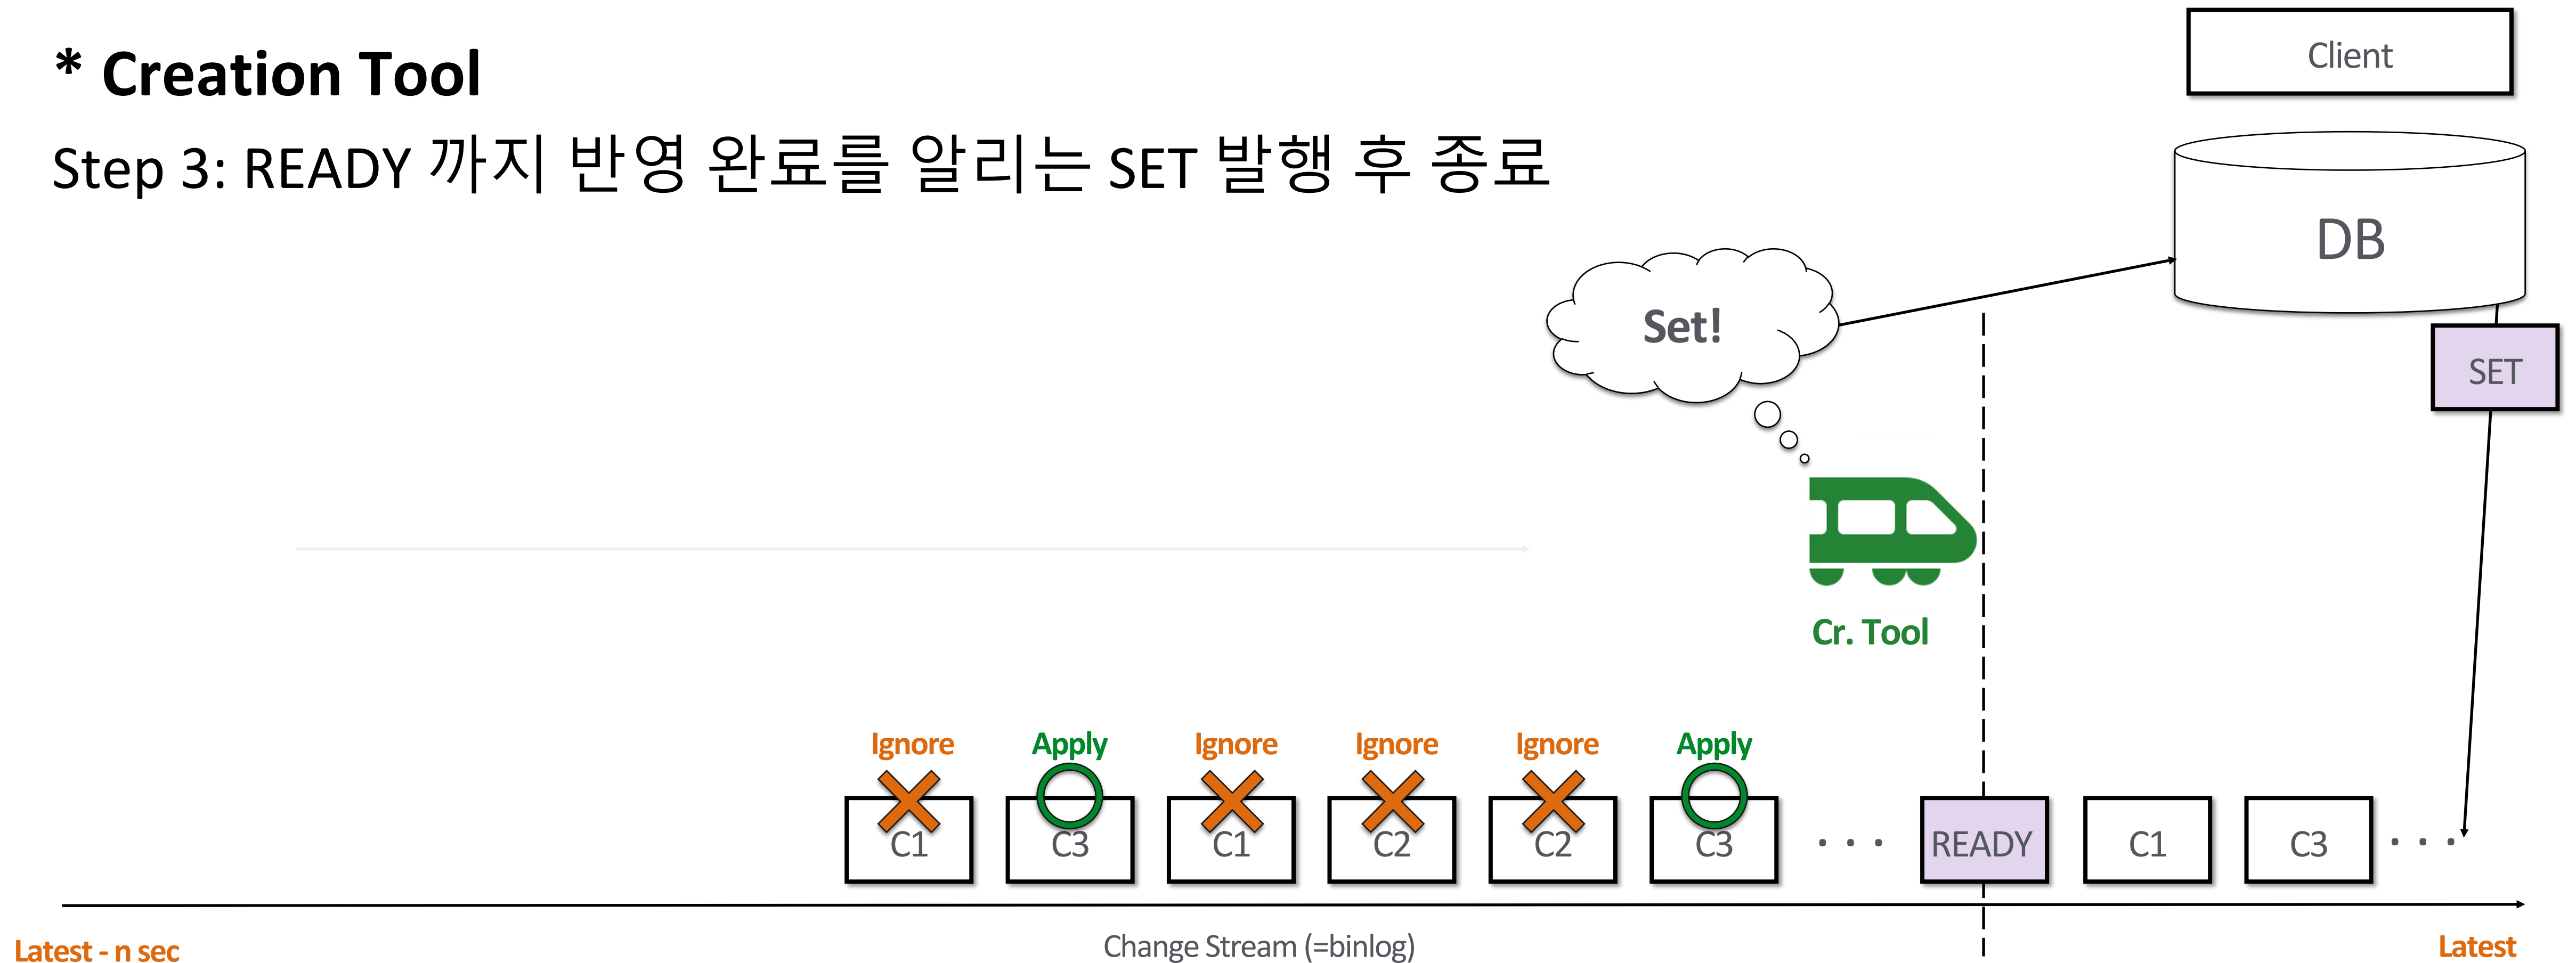 * Creation Tool
Step 3: READY 까지 반영 완료를 알리는 SET 발행 후 종료
Client
DB
Set!
SET
Cr. Tool
Ignore Apply Ignore Ignore Ignore Apply
C1 C3 C1 C2 C2 C3 ... READY C1 C3 ...
Latest - n sec Change Stream (=binlog) Latest